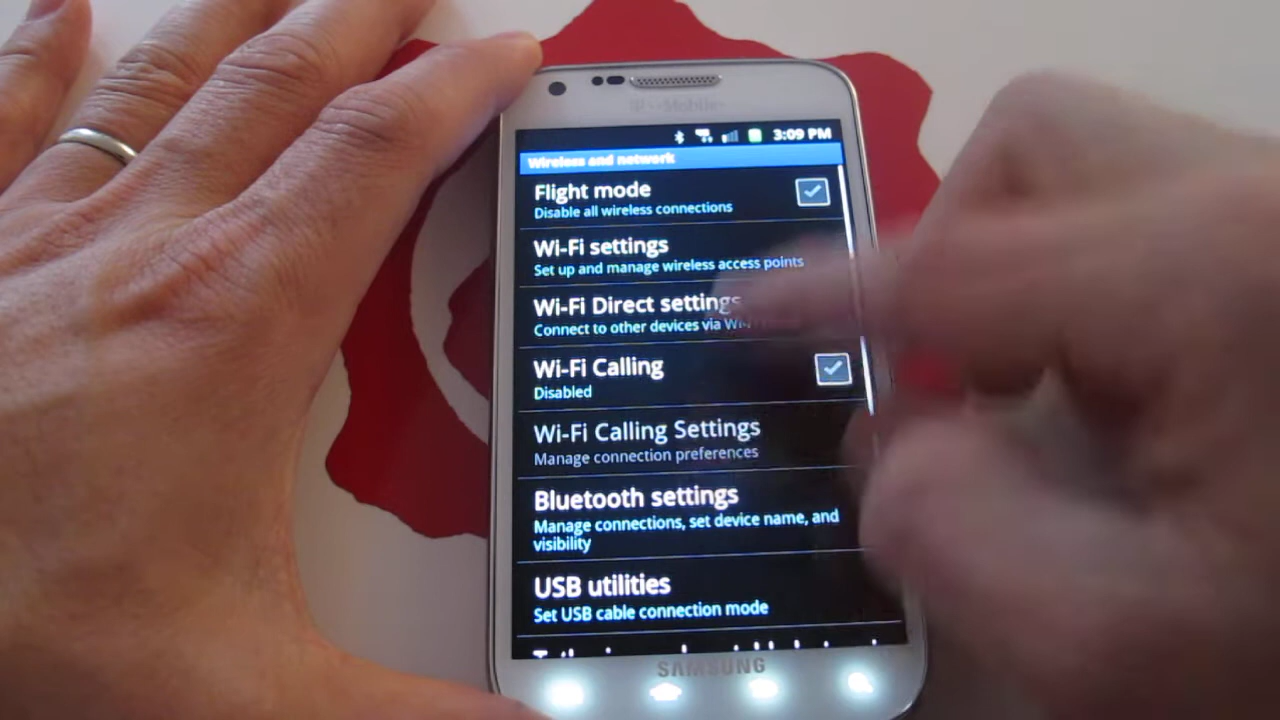 T-Mobile
3:09 PM
Wireless and network
Flight mode
Disable all wireless connections
Wi-Fi settings
Set up and manage wireless access points
Wi-Fi Direct settings
Connect to other devices via
Wi-Fi Calling
Disabled
Wi-Fi Calling Settings
Manage connection preferences
Bluetooth settings
Manage connections, set device name, and
visibility
USB utilities
Set USB cable connection mode
SAMSUNG